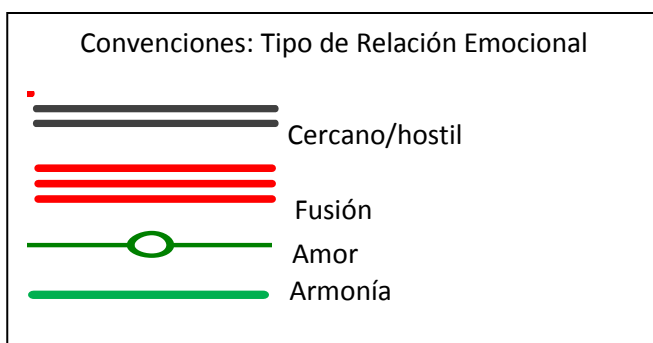 Convenciones: Tipo de Relación Emocional
Cercano/hostil
Fusión
Amor
Armonía